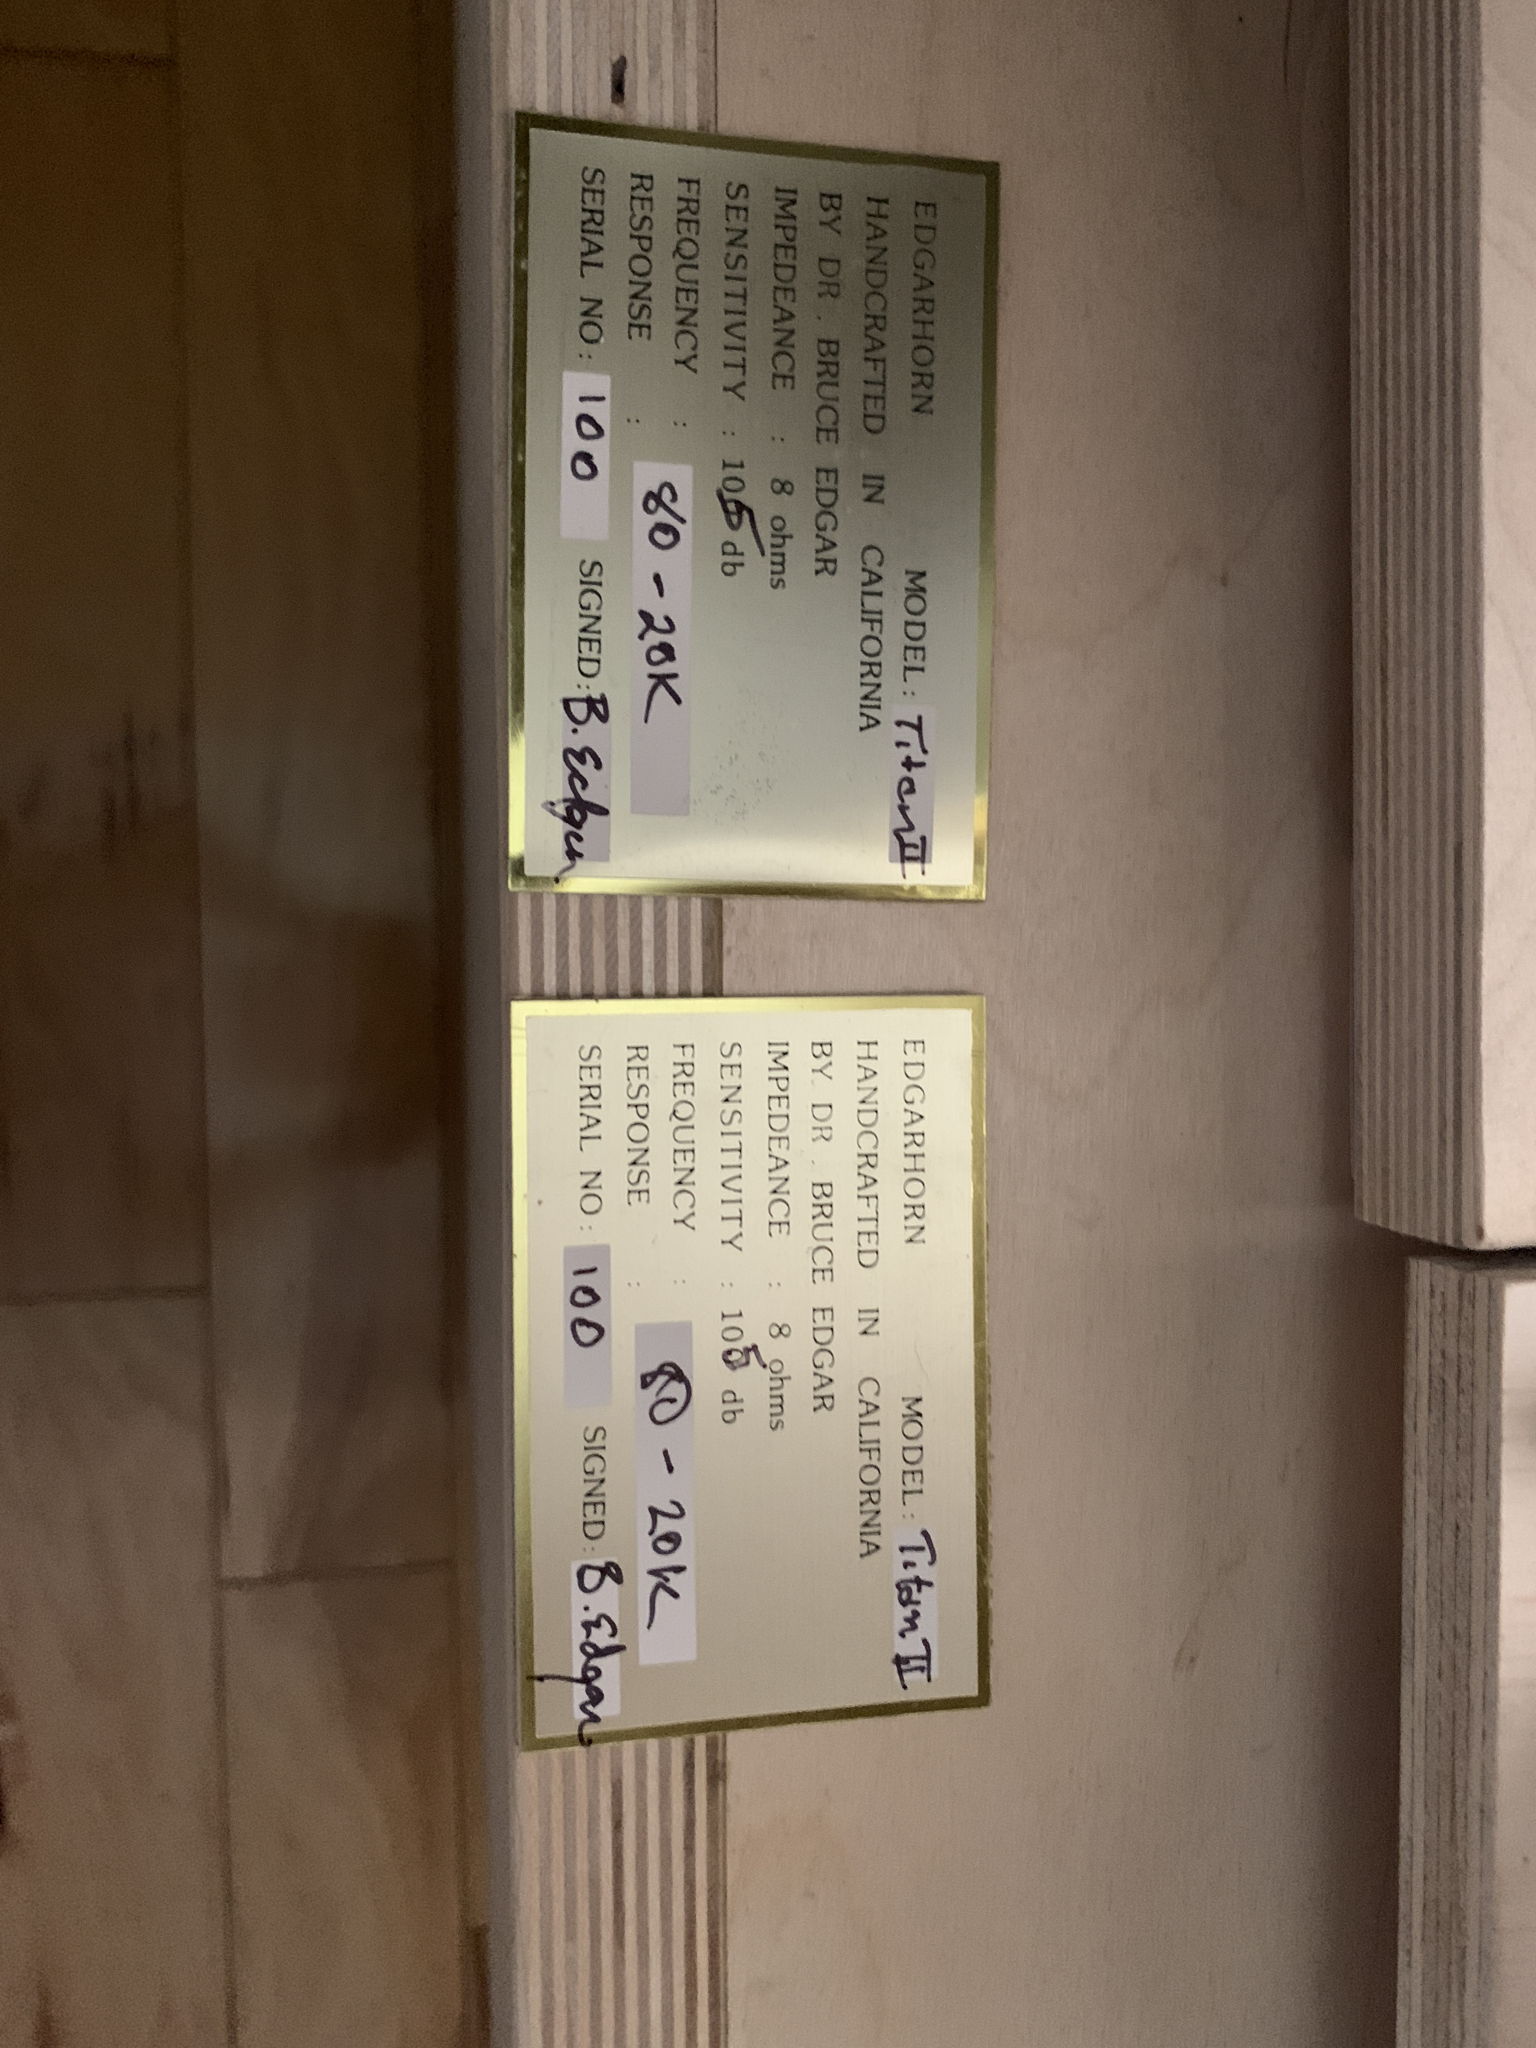 EDGARHORN MODEL: Titan II
HANDCRAFTED IN CALIFORNIA
BY DR. BRUCE EDGAR
IMPEDEANCE : 8 ohms
SENSITIVITY : 105 db
FREQUENCY :
RESPONSE : 80-20K
SERIAL NO: 100 SIGNED: B. Edgar
EDGARHORN MODEL: Titan II
HANDCRAFTED IN CALIFORNIA
BY DR. BRUCE EDGAR
IMPEDEANCE : 8 ohms
SENSITIVITY : 105 db
FREQUENCY :
RESPONSE : 80-20K
SERIAL NO: 100 SIGNED: B. Edgar